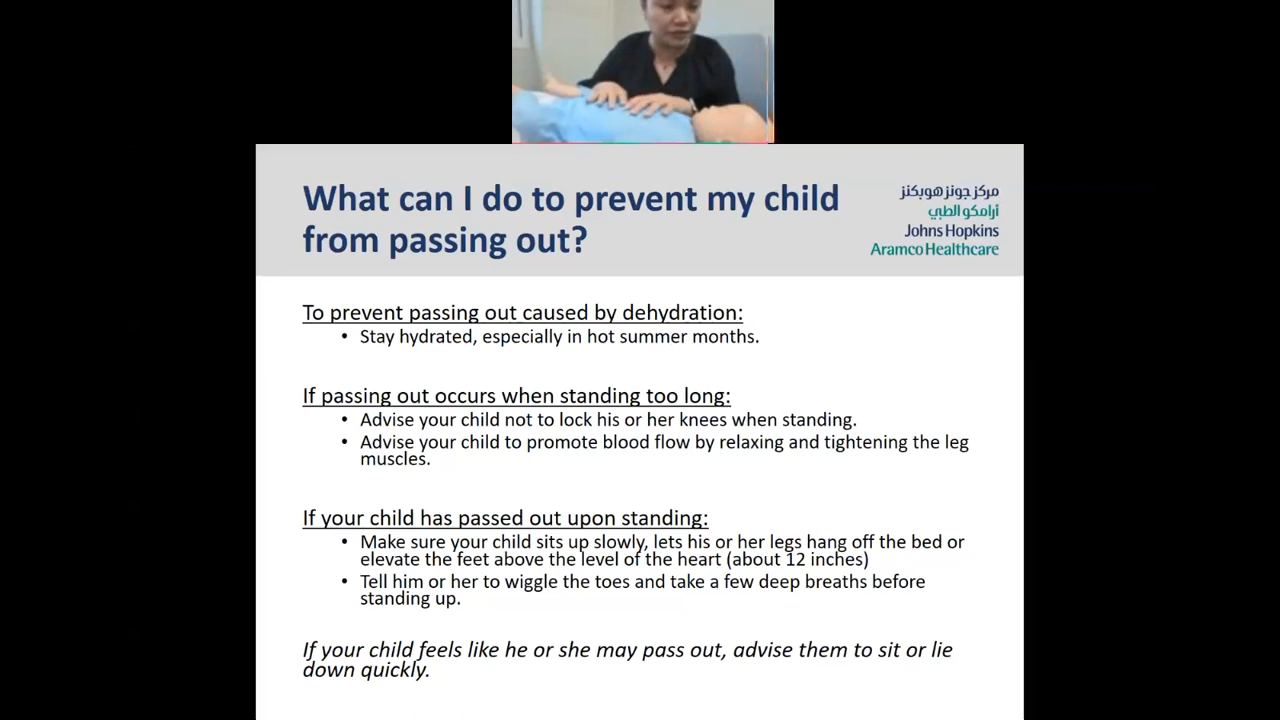 What can I do to prevent my child
from passing out?
مركز جونز هوبكنز
أرامكو الطبي
Johns Hopkins
Aramco Healthcare
To prevent passing out caused by dehydration:
• Stay hydrated, especially in hot summer months.
If passing out occurs when standing too long:
• Advise your child not to lock his or her knees when standing.
• Advise your child to promote blood flow by relaxing and tightening the leg
muscles.
If your child has passed out upon standing:
• Make sure your child sits up slowly, lets his or her legs hang off the bed or
elevate the feet above the level of the heart (about 12 inches)
• Tell him or her to wiggle the toes and take a few deep breaths before
standing up.
If your child feels like he or she may pass out, advise them to sit or lie
down quickly.